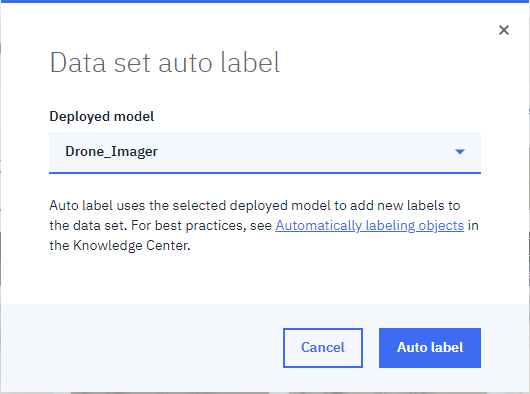 Data set auto label
Deployed model
Drone_Imager
Auto label uses the selected deployed model to add new labels to
the data set. For best practices, see Automatically labeling objects in
the Knowledge Center.
Cancel
Auto label